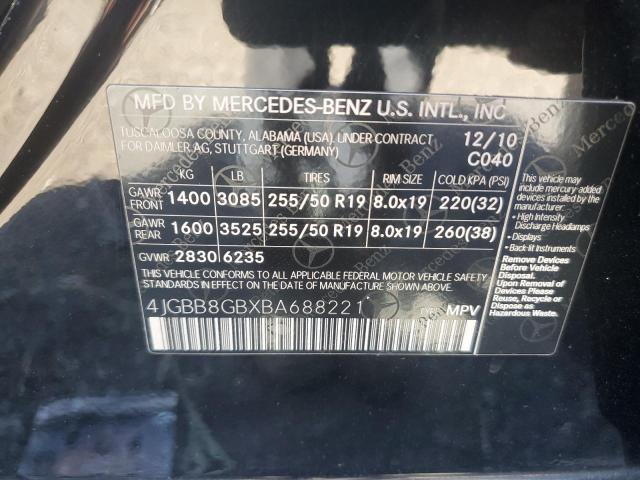 MFD BY MERCEDES-BENZ U.S. INTL., INC
TUSCALOOSA COUNTY, ALABAMA (USA). UNDER CONTRACT
FOR DAIMLER AG, STUTTGART (GERMANY)
12/10
C040
KG LB TIRES RIM SIZE COLD KPA (PSI)
GAWR FRONT 1400 3085 255/50 R19 8.0x19 220(32)
GAWR REAR 1600 3525 255/50 R19 8.0x19 260(38)
GVWR 2830 6235
THIS VEHICLE CONFORMS TO ALL APPLICABLE FEDERAL MOTOR VEHICLE
SAFETY STANDARDS IN EFFECT ON THE DATE OF MANUFACTURE SHOWN ABOVE.
4JGBB8GBXBA688221
MPV
This vehicle may
include mercury-added
devices installed by the
manufacturer:
• High Intensity
Discharge Headlamps
• Displays
• Back-lit Instruments
Remove Devices
Before Vehicle Disposal.
Upon Removal of
Devices Please
Reuse, Recycle or
Dispose as
Hazardous Waste.